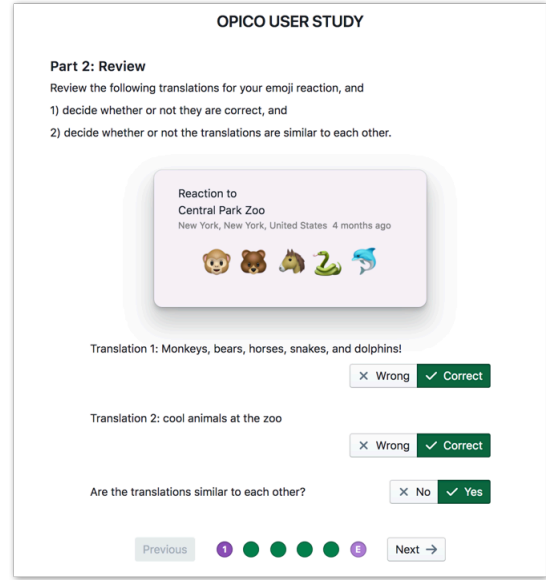 OPICO USER STUDY
Part 2: Review
Review the following translations for your emoji reaction, and
1) decide whether or not they are correct, and
2) decide whether or not the translations are similar to each other.
Reaction to
Central Park Zoo
New York, New York, United States 4 months ago
🐵 🐻 🐴 🐍 🐬
Translation 1: Monkeys, bears, horses, snakes, and dolphins!
✕ Wrong ✓ Correct
Translation 2: cool animals at the zoo
✕ Wrong ✓ Correct
Are the translations similar to each other? ✕ No ✓ Yes
Previous 1 E Next →